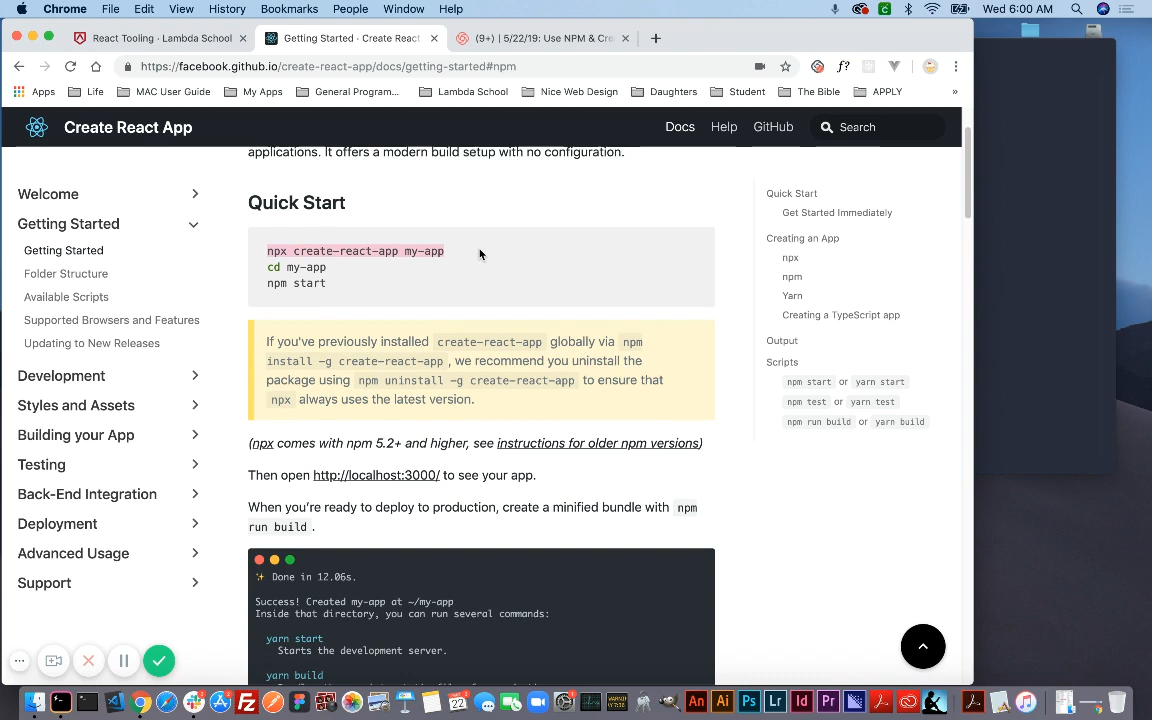 Chrome File Edit View History Bookmarks People Window Help Wed 6:00 AM
React Tooling - Lambda School
Getting Started · Create React
(9+) | 5/22/19: Use NPM & Cre
https://facebook.github.io/create-react-app/docs/getting-started#npm
f?
Apps Life MAC User Guide My Apps General Program... Lambda School Nice Web Design Daughters Student The Bible APPLY »
Create React App
Docs Help GitHub Search
applications. It offers a modern build setup with no configuration.
Welcome
Getting Started
Getting Started
Folder Structure
Available Scripts
Supported Browsers and Features
Updating to New Releases
Development
Styles and Assets
Building your App
Testing
Back-End Integration
Deployment
Advanced Usage
Support
Quick Start
npx create-react-app my-app
cd my-app
npm start
If you've previously installed create-react-app globally via npm
install -g create-react-app , we recommend you uninstall the
package using npm uninstall -g create-react-app to ensure that
npx always uses the latest version.
(npx comes with npm 5.2+ and higher, see instructions for older npm versions)
Then open http://localhost:3000/ to see your app.
When you're ready to deploy to production, create a minified bundle with npm
run build .
Done in 12.06s.
Success! Created my-app at ~/my-app
Inside that directory, you can run several commands:
yarn start
Starts the development server.
yarn build
Quick Start
Get Started Immediately
Creating an App
npx
npm
Yarn
Creating a TypeScript app
Output
Scripts
npm start or yarn start
npm test or yarn test
npm run build or yarn build
22
An Ai Ps Lr Id Pr